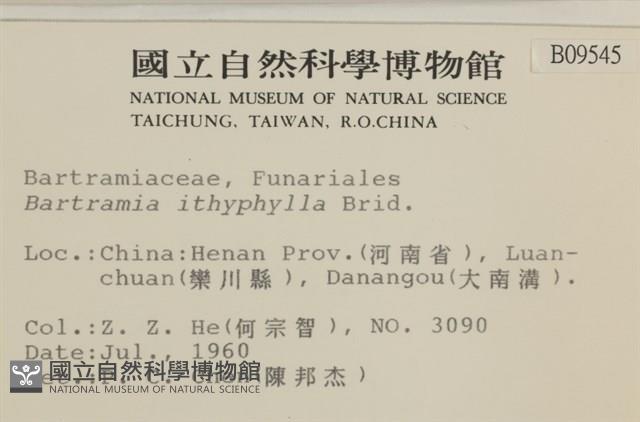 國立自然科學博物館
B09545
NATIONAL MUSEUM OF NATURAL SCIENCE
TAICHUNG, TAIWAN, R.O.CHINA
Bartramiaceae, Funariales
Bartramia ithyphylla Brid.
Loc.:China:Henan Prov.(河南省), Luan-
chuan(欒川縣), Danangou(大南溝).
Col.:Z. Z. He(何宗智), NO. 3090
Date:Jul., 1960
(陳邦杰)
國立自然科學博物館
NATIONAL MUSEUM OF NATURAL SCIENCE